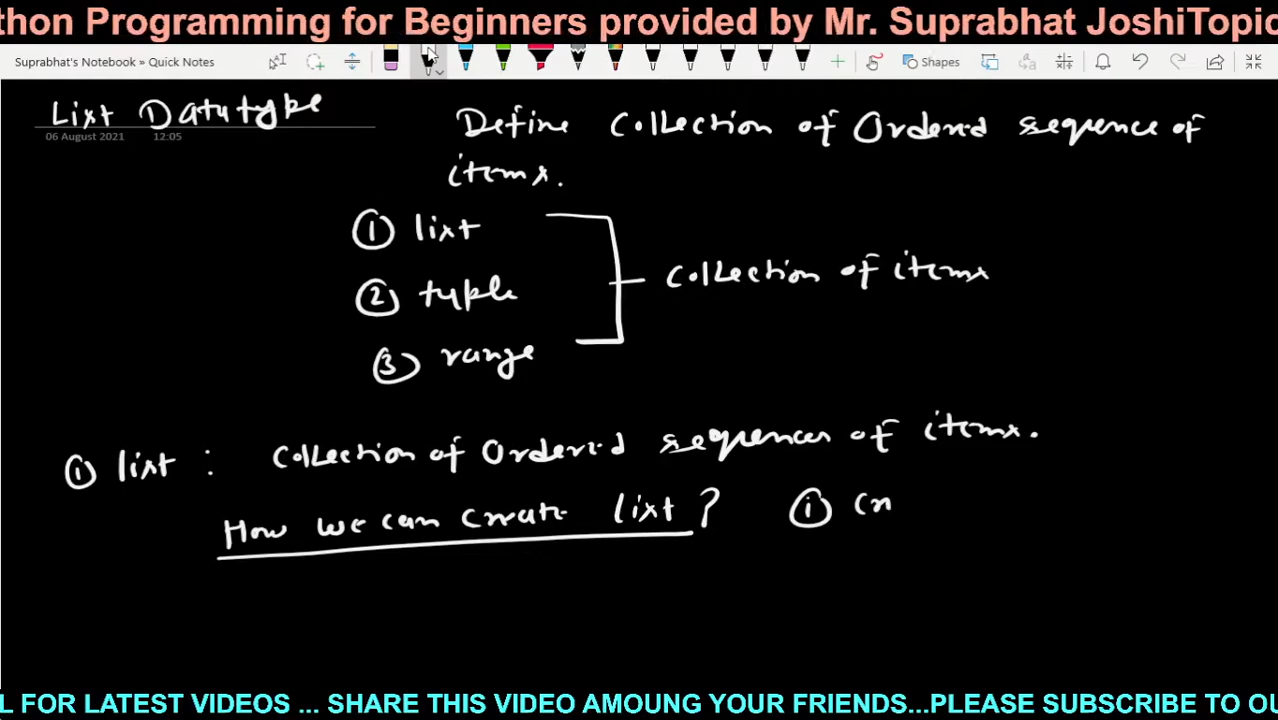 thon Programming for Beginners provided by Mr. Suprabhat JoshiTopic
Suprabhat's Notebook » Quick Notes
Shapes
List Datatype
06 August 2021 12:05
Define Collection of Ordered sequence of
items.
① list
② tuple
③ range
Collection of items
① list : Collection of Ordered sequences of items.
How we can create list ? ① Cr
L FOR LATEST VIDEOS ... SHARE THIS VIDEO AMOUNG YOUR FRIENDS...PLEASE SUBSCRIBE TO OU